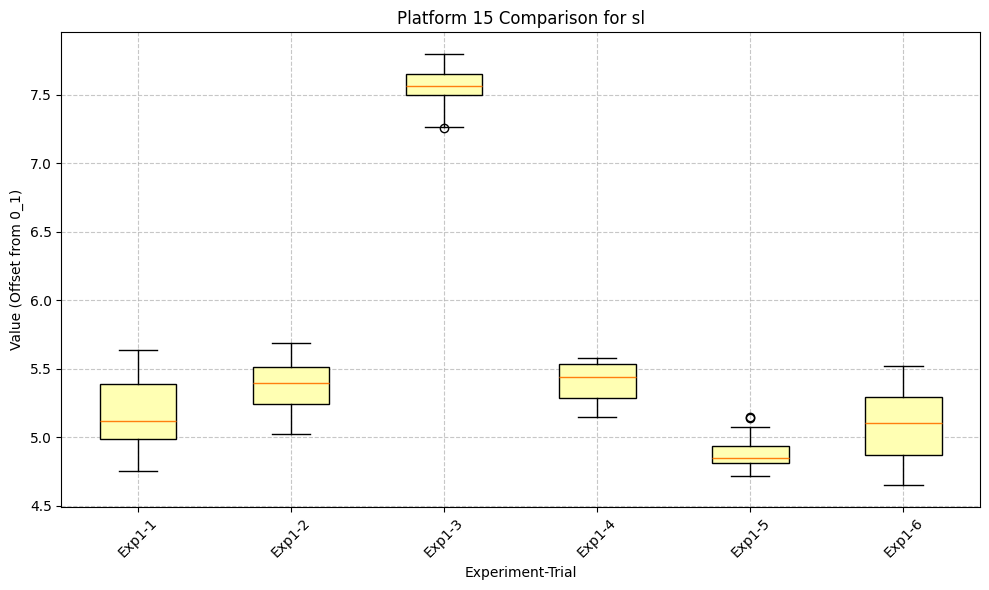 Platform 15 Comparison for sl
Value (Offset from 0_1)
7.5
7.0
6.5
6.0
5.5
5.0
4.5
Exp1-1
Exp1-2
Exp1-3
Exp1-4
Exp1-5
Exp1-6
Experiment-Trial